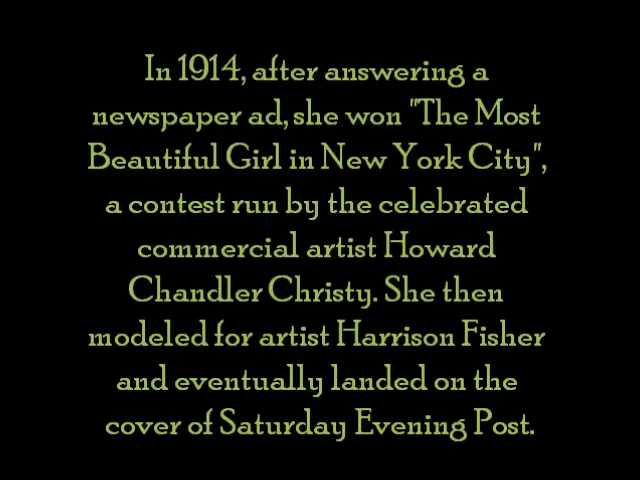 In 1914, after answering a
newspaper ad, she won "The Most
Beautiful Girl in New York City",
a contest run by the celebrated
commercial artist Howard
Chandler Christy. She then
modeled for artist Harrison Fisher
and eventually landed on the
cover of Saturday Evening Post.